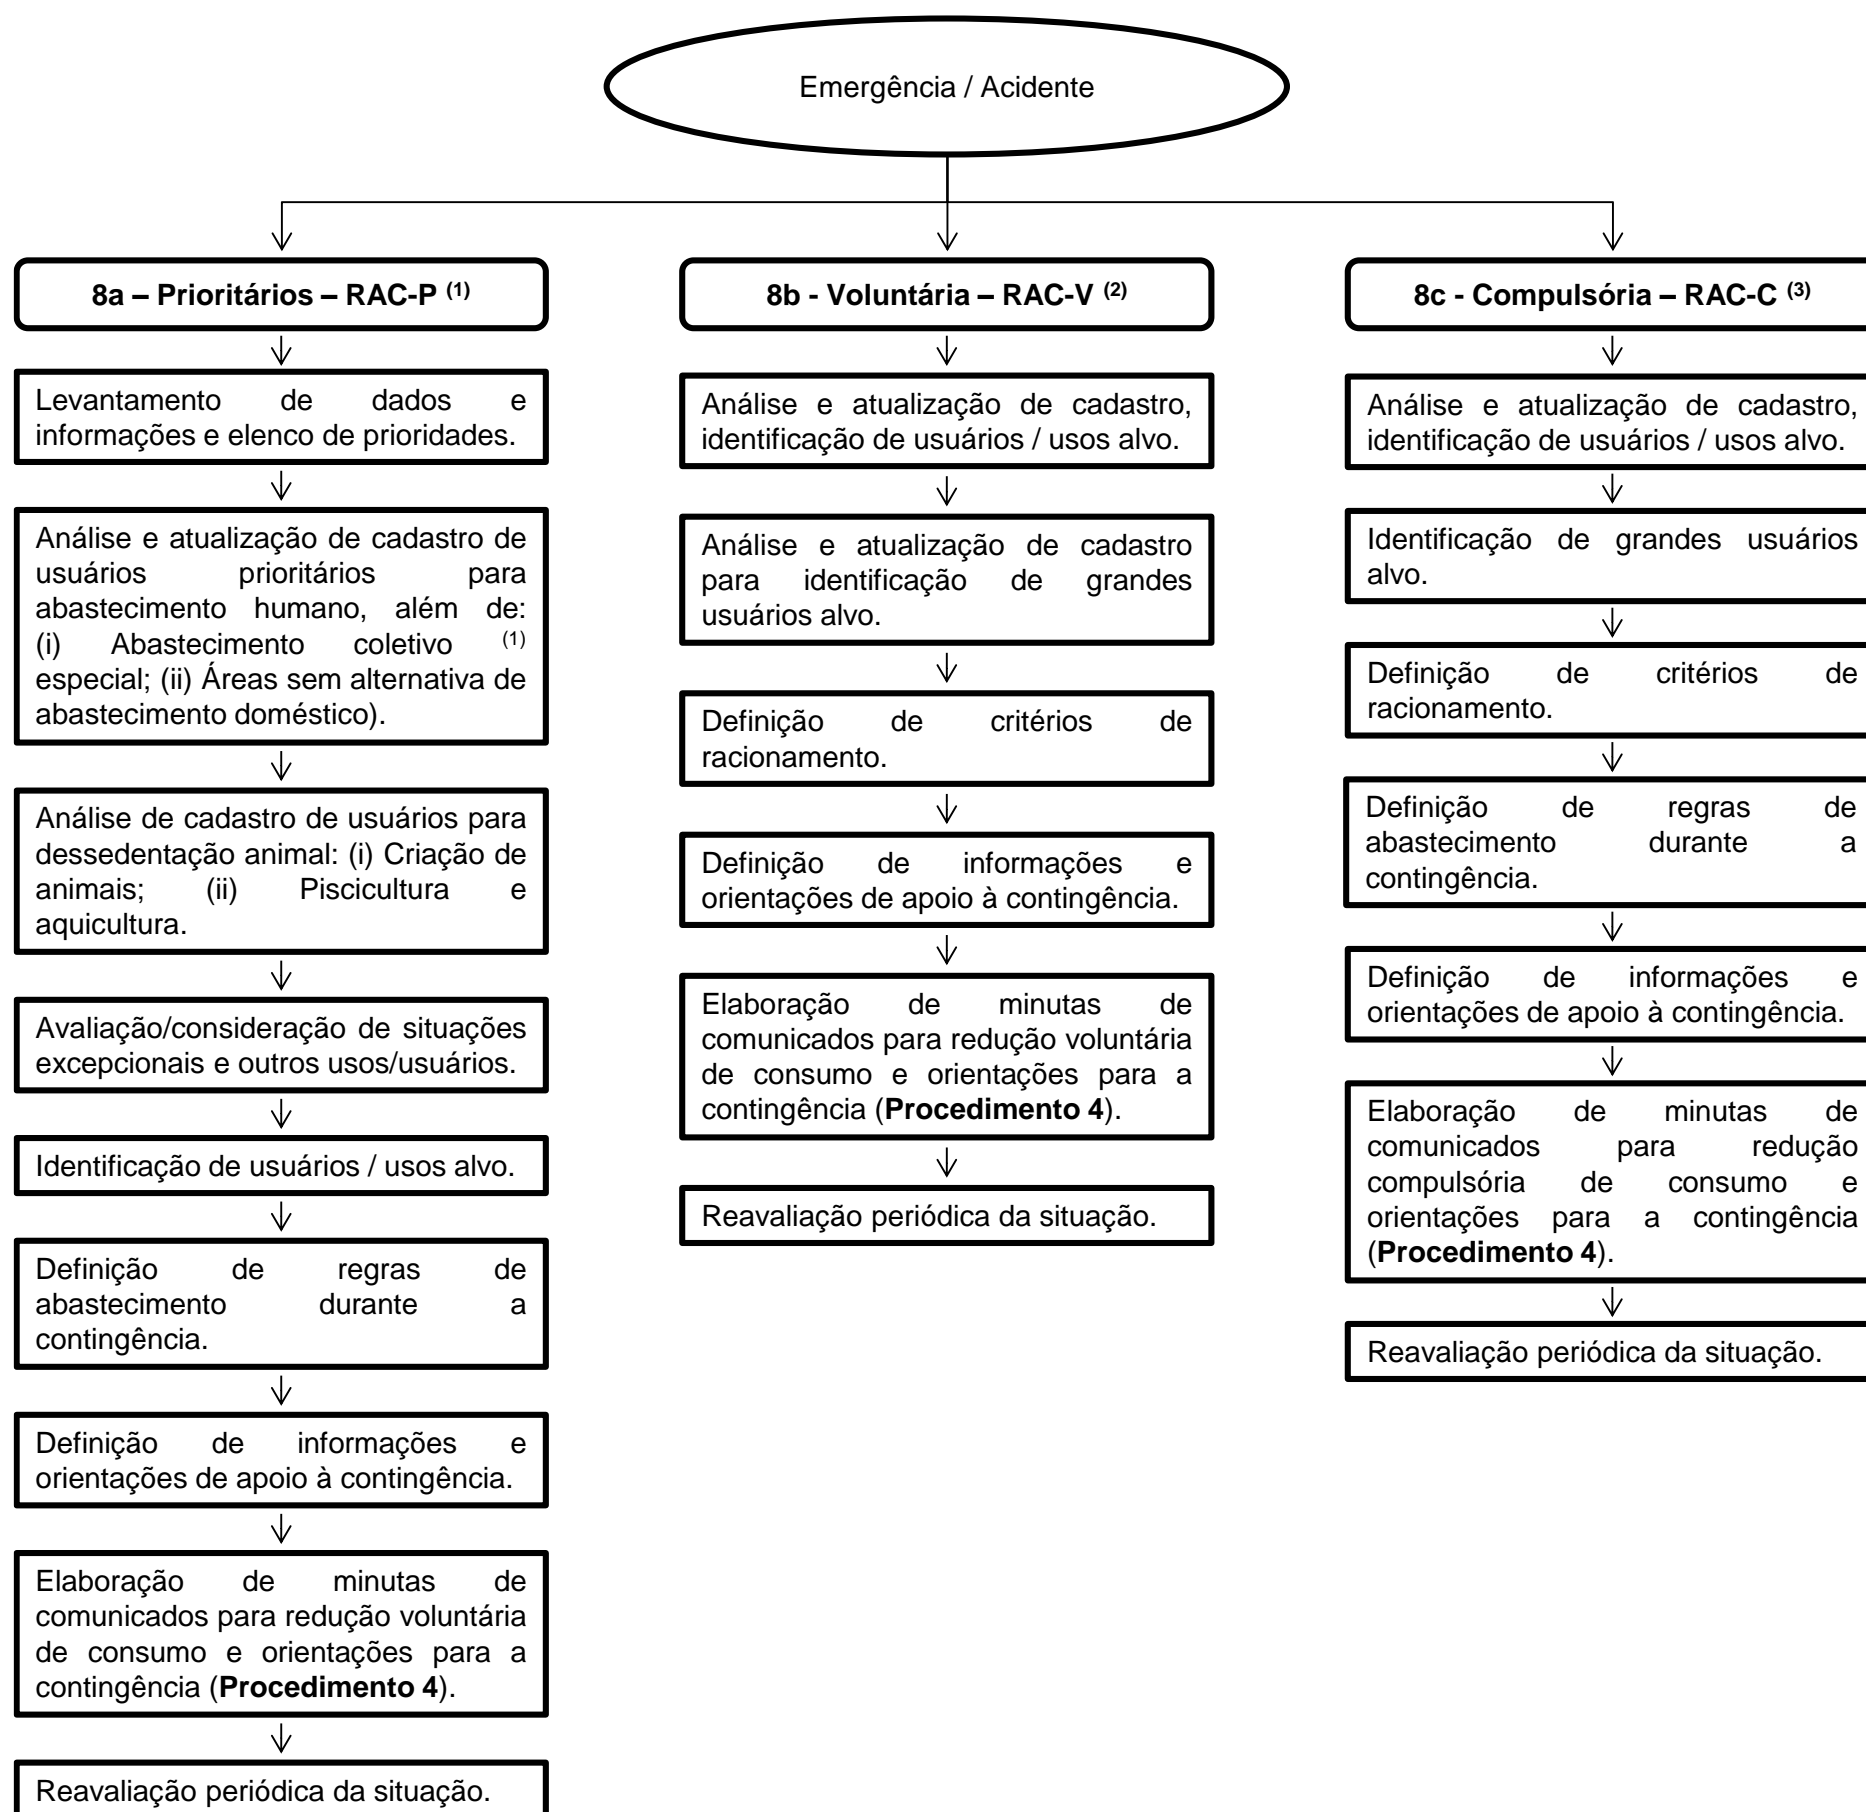 Emergência / Acidente
8a – Prioritários – RAC-P (1)
Levantamento de dados e
informações e elenco de prioridades.
Análise e atualização de cadastro de
usuários prioritários para
abastecimento humano, além de:
(i) Abastecimento coletivo (1)
especial; (ii) Áreas sem alternativa de
abastecimento doméstico).
Análise de cadastro de usuários para
dessedentação animal: (i) Criação de
animais; (ii) Piscicultura e
aquicultura.
Avaliação/consideração de situações
excepcionais e outros usos/usuários.
Identificação de usuários / usos alvo.
Definição de regras de
abastecimento durante a
contingência.
Definição de informações e
orientações de apoio à contingência.
Elaboração de minutas de
comunicados para redução voluntária
de consumo e orientações para a
contingência (Procedimento 4).
Reavaliação periódica da situação.
8b - Voluntária – RAC-V (2)
Análise e atualização de cadastro,
identificação de usuários / usos alvo.
Análise e atualização de cadastro
para identificação de grandes
usuários alvo.
Definição de critérios de
racionamento.
Definição de informações e
orientações de apoio à contingência.
Elaboração de minutas de
comunicados para redução voluntária
de consumo e orientações para a
contingência (Procedimento 4).
Reavaliação periódica da situação.
8c - Compulsória – RAC-C (3)
Análise e atualização de cadastro,
identificação de usuários / usos alvo.
Identificação de grandes usuários
alvo.
Definição de critérios de
racionamento.
Definição de regras de
abastecimento durante a
contingência.
Definição de informações e
orientações de apoio à contingência.
Elaboração de minutas de
comunicados para redução
compulsória de consumo e
orientações para a contingência
(Procedimento 4).
Reavaliação periódica da situação.